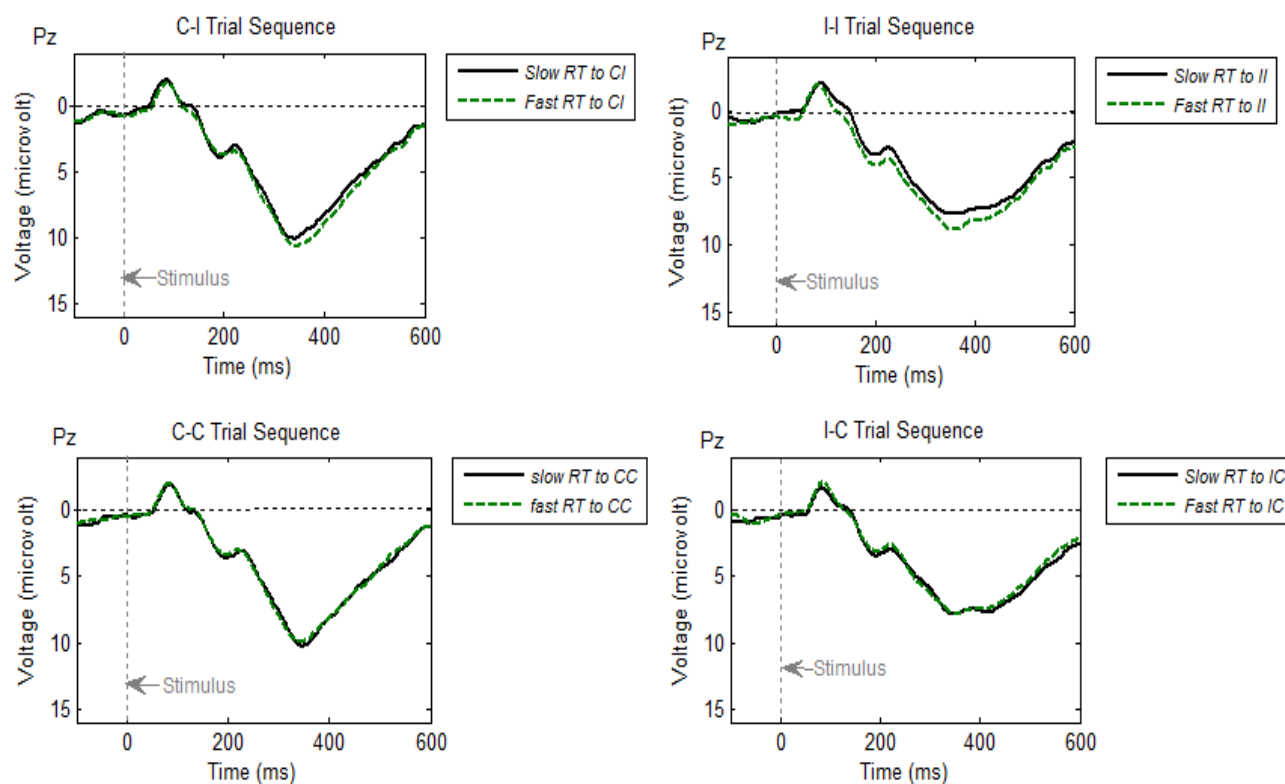 C-I Trial Sequence
Pz
Slow RT to CI
Fast RT to CI
0
5
10
15
Voltage (microvolt)
Stimulus
0 200 400 600
Time (ms)
I-I Trial Sequence
Pz
Slow RT to II
Fast RT to II
0
5
10
15
Voltage (microvolt)
Stimulus
0 200 400 600
Time (ms)
C-C Trial Sequence
Pz
slow RT to CC
fast RT to CC
0
5
10
15
Voltage (microvolt)
Stimulus
0 200 400 600
Time (ms)
I-C Trial Sequence
Pz
Slow RT to IC
Fast RT to IC
0
5
10
15
Voltage (microvolt)
Stimulus
0 200 400 600
Time (ms)